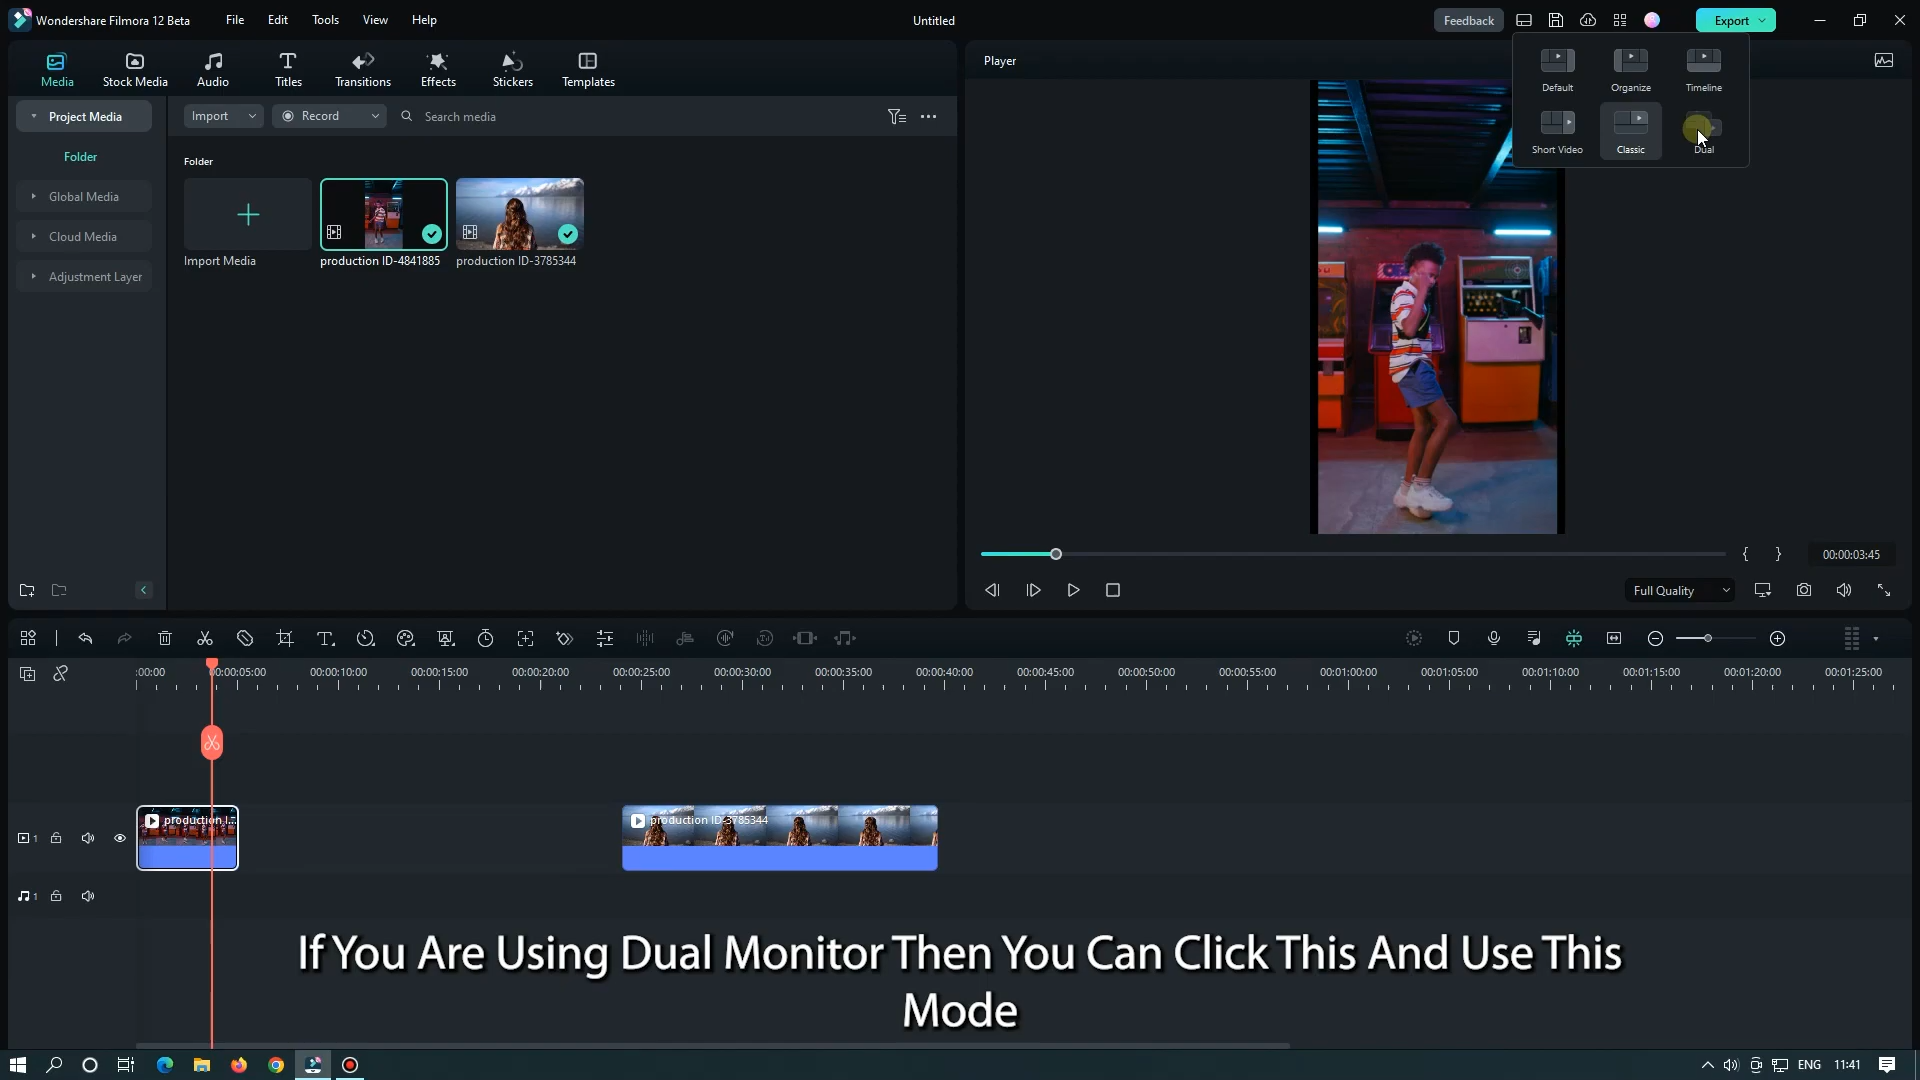 Wondershare Filmora 12 Beta
File
Edit
Tools
View
Help
Untitled
Feedback
Export
Media
Stock Media
Audio
Titles
Transitions
Effects
Stickers
Templates
Player
Default
Organize
Timeline
Short Video
Classic
Dual
Project Media
Folder
Global Media
Cloud Media
Adjustment Layer
Import
Record
Search media
Folder
Import Media
production ID-4841885
production ID-3785344
00:00:03:45
Full Quality
:00:00
00:00:05:00
00:00:10:00
00:00:15:00
00:00:20:00
00:00:25:00
00:00:30:00
00:00:35:00
00:00:40:00
00:00:45:00
00:00:50:00
00:00:55:00
00:01:00:00
00:01:05:00
00:01:10:00
00:01:15:00
00:01:20:00
00:01:25:00
production I...
production ID-3785344
1
1
If You Are Using Dual Monitor Then You Can Click This And Use This
Mode
ENG
11:41